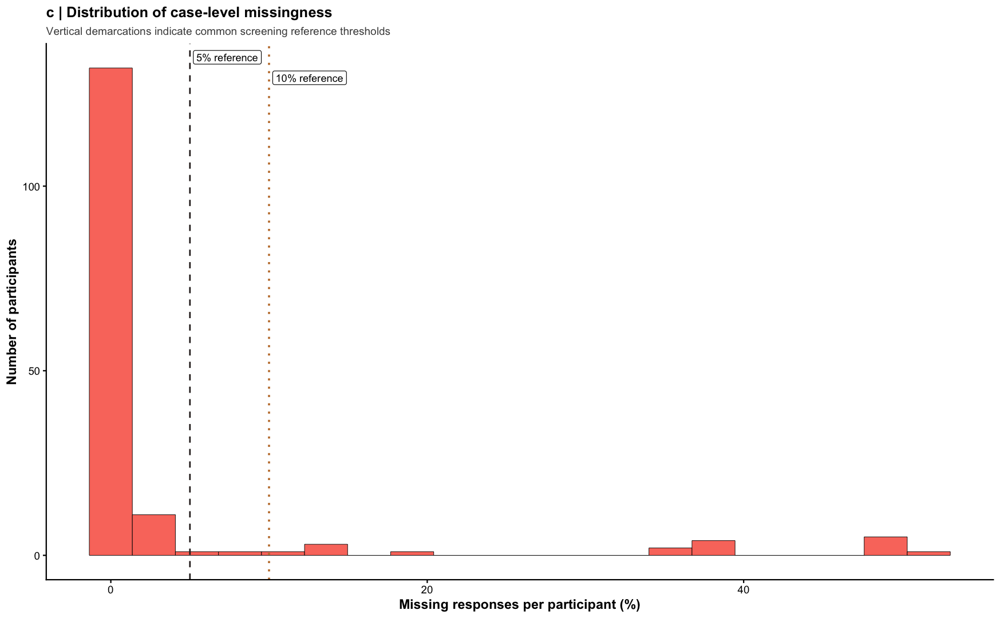 c | Distribution of case-level missingness
Vertical demarcations indicate common screening reference thresholds
5% reference
10% reference
100
50
0
Number of participants
0
20
40
Missing responses per participant (%)